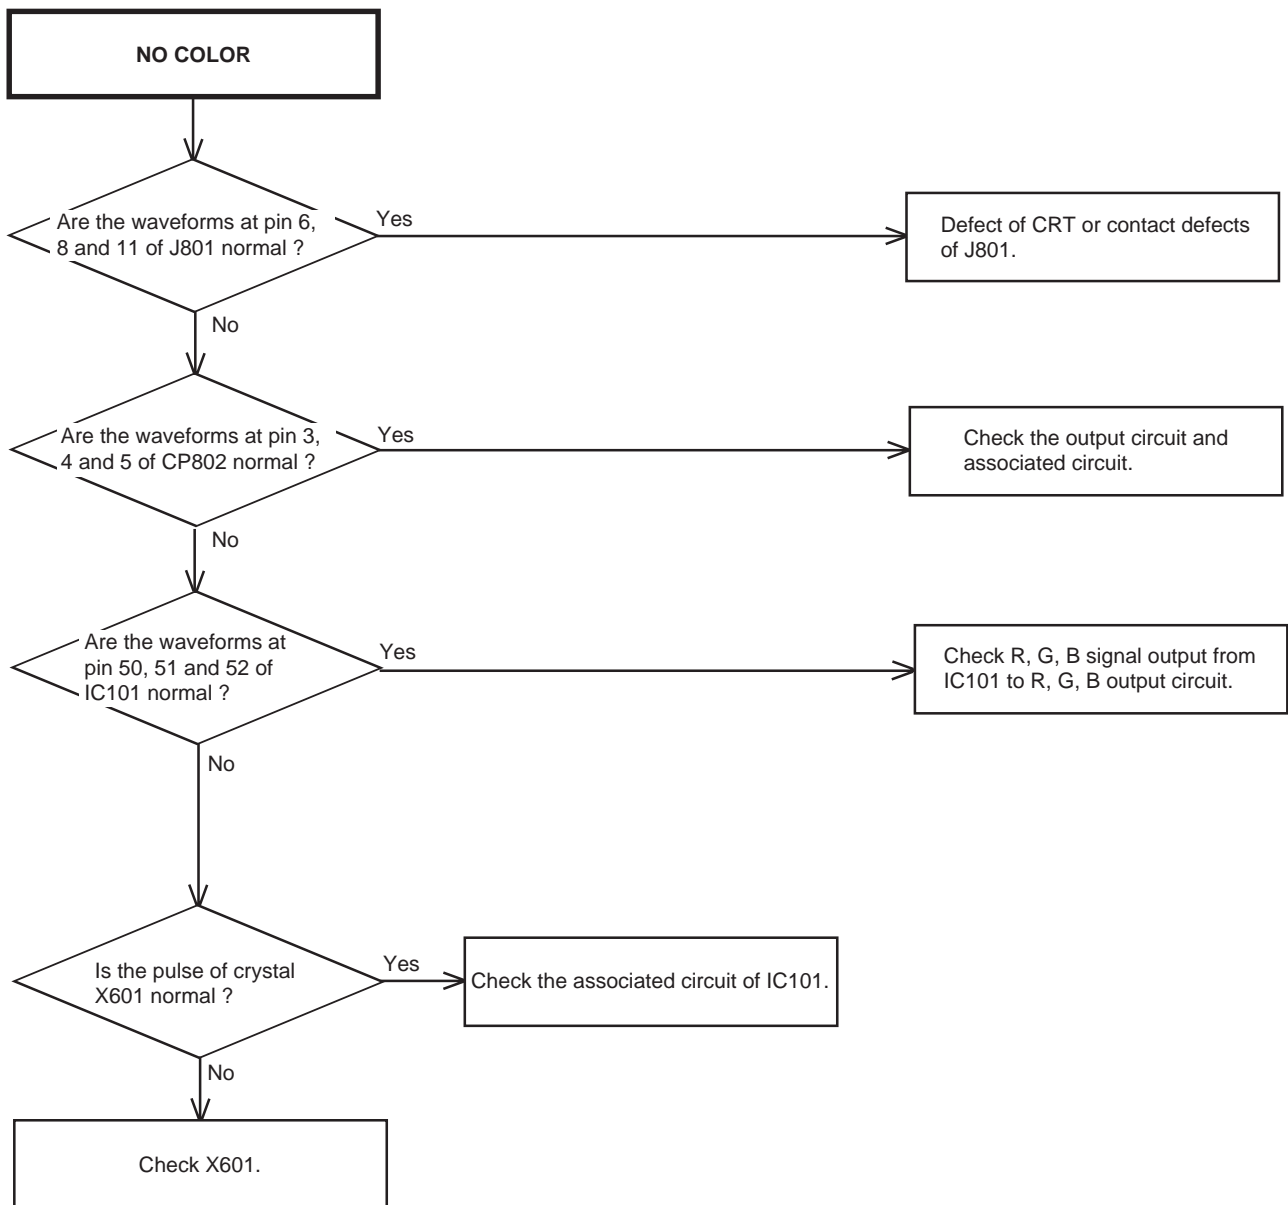 NO COLOR
Are the waveforms at pin 6,
8 and 11 of J801 normal ?
Yes
Defect of CRT or contact defects
of J801.
No
Are the waveforms at pin 3,
4 and 5 of CP802 normal ?
Yes
Check the output circuit and
associated circuit.
No
Are the waveforms at
pin 50, 51 and 52 of
IC101 normal ?
Yes
Check R, G, B signal output from
IC101 to R, G, B output circuit.
No
Is the pulse of crystal
X601 normal ?
Yes
Check the associated circuit of IC101.
No
Check X601.